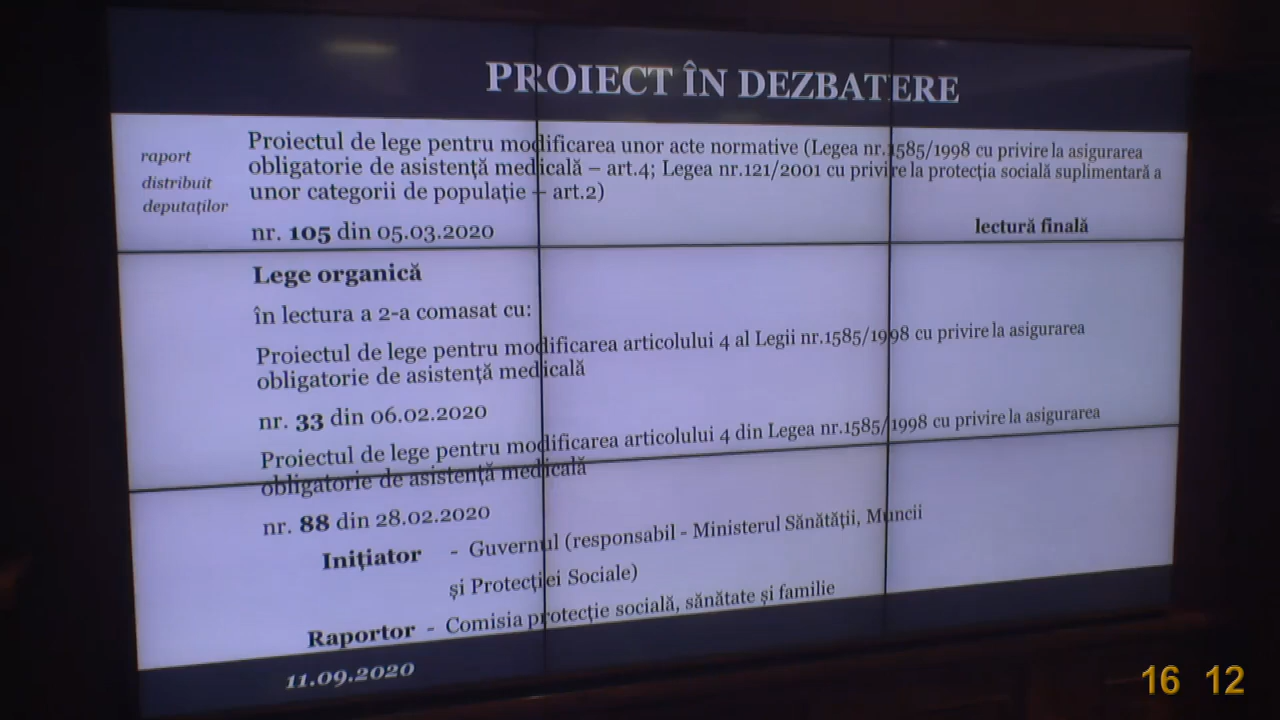 PROIECT ÎN DEZBATERE
raport
distribuit
deputaților
Proiectul de lege pentru modificarea unor acte normative (Legea nr.1585/1998 cu privire la asigurarea
obligatorie de asistență medicală – art.4; Legea nr.121/2001 cu privire la protecția socială suplimentară a
unor categorii de populație – art.2)
nr. 105 din 05.03.2020
lectură finală
Lege organică
în lectura a 2-a comasat cu:
Proiectul de lege pentru modificarea articolului 4 al Legii nr.1585/1998 cu privire la asigurarea
obligatorie de asistență medicală
nr. 33 din 06.02.2020
Proiectul de lege pentru modificarea articolului 4 din Legea nr.1585/1998 cu privire la asigurarea
obligatorie de asistență medicală
nr. 88 din 28.02.2020
Inițiator - Guvernul (responsabil - Ministerul Sănătății, Muncii
și Protecției Sociale)
Raportor - Comisia protecție socială, sănătate și familie
11.09.2020
16 12